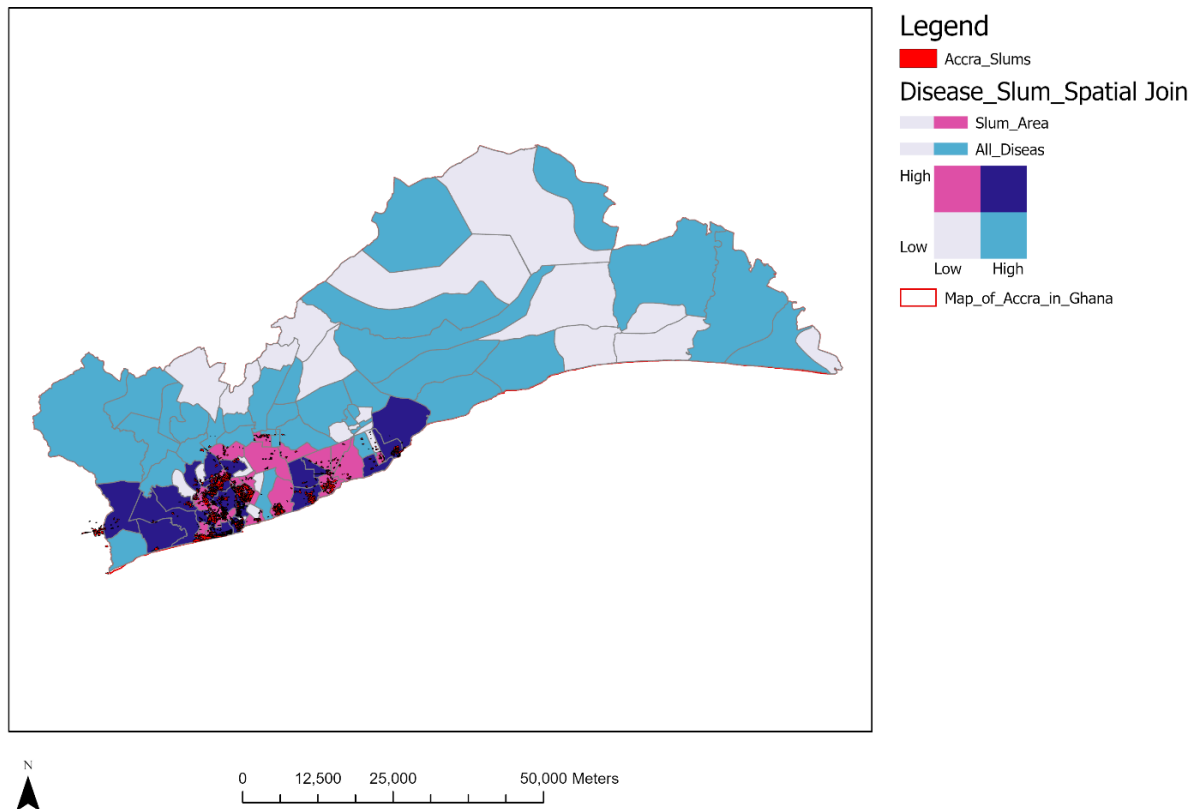 Legend
Accra_Slums
Disease_Slum_Spatial Join
Slum_Area
All_Diseas
High
Low
Low High
Map_of_Accra_in_Ghana
N
0 12,500 25,000 50,000 Meters